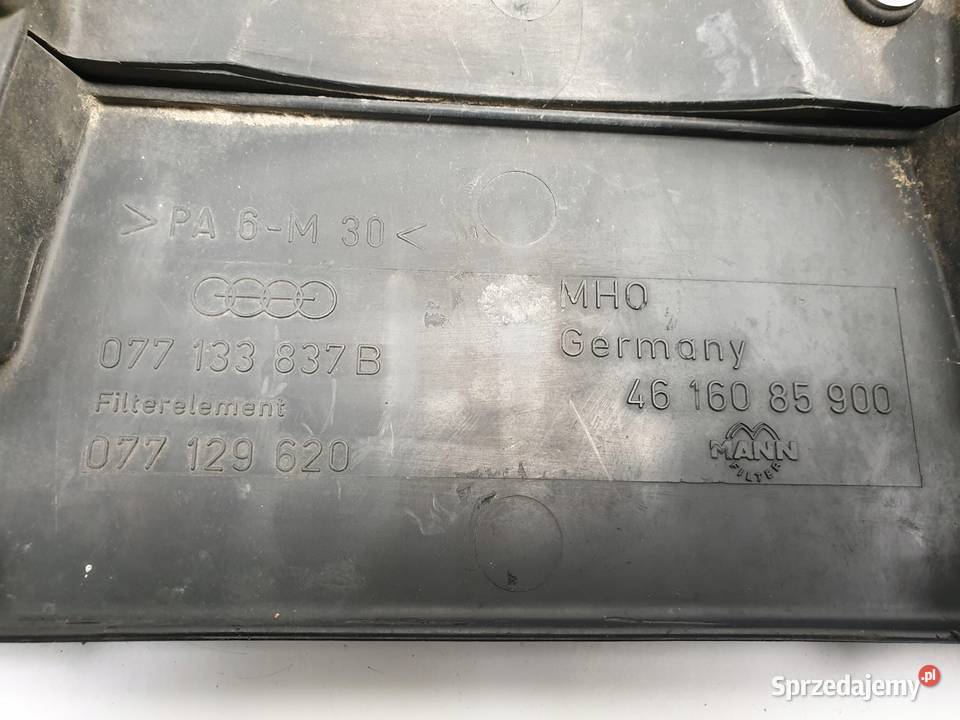 >PA 6-M 30<
077 133 837 B
Filterelement
077 129 620
MHO
Germany
46 160 85 900
MANN
FILTER
Sprzedajemy.pl